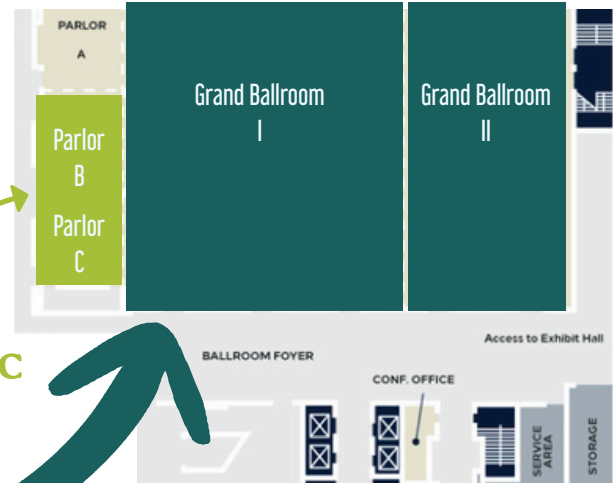 PARLOR
A
Grand Ballroom
I
Grand Ballroom
II
Parlor
B
Parlor
C
C
Access to Exhibit Hall
BALLROOM FOYER
CONF. OFFICE
SERVICE
AREA
STORAGE